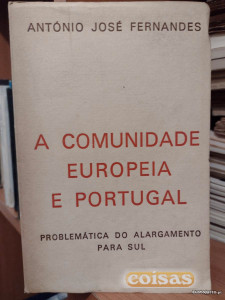 ANTÓNIO JOSÉ FERNANDES
A COMUNIDADE
EUROPEIA
E PORTUGAL
PROBLEMÁTICA DO ALARGAMENTO
PARA SUL
coisas